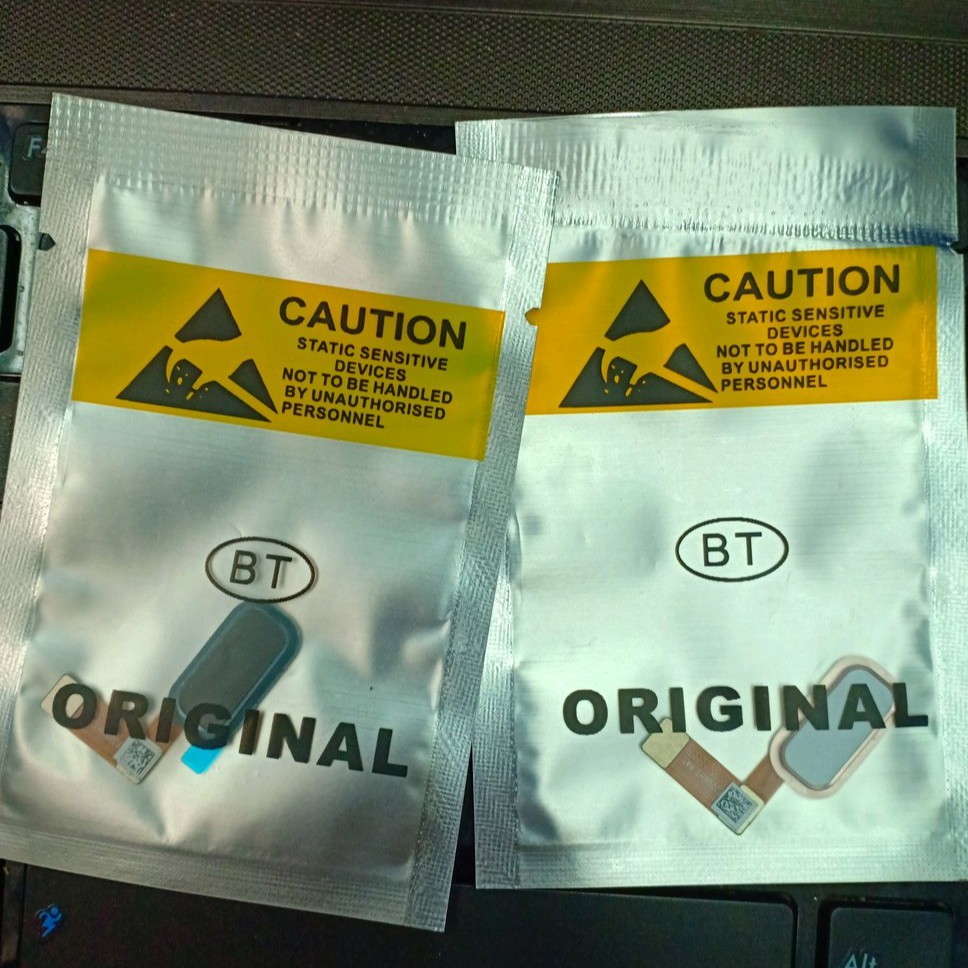 CAUTION
STATIC SENSITIVE
DEVICES
NOT TO BE HANDLED
BY UNAUTHORISED
PERSONNEL
BT
ORIGINAL
CAUTION
STATIC SENSITIVE
DEVICES
NOT TO BE HANDLED
BY UNAUTHORISED
PERSONNEL
BT
ORIGINAL
Alt